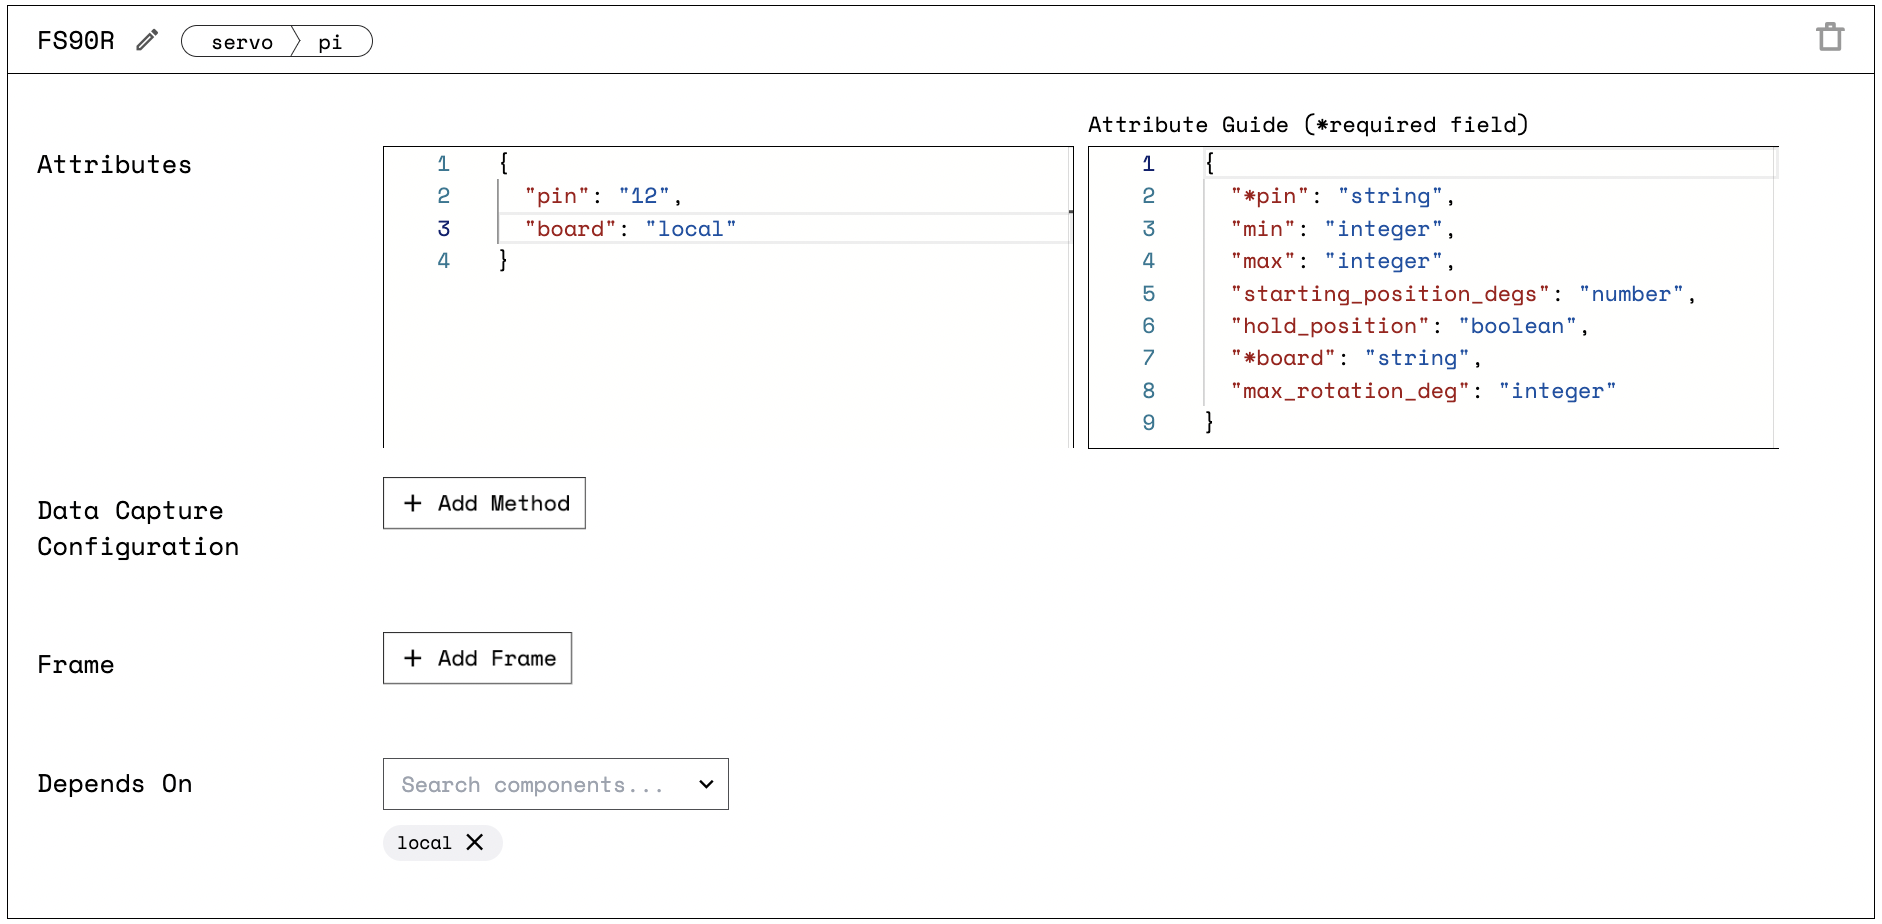 FS90R servo pi
Attribute Guide (*required field)
Attributes
1 {
2 "pin": "12",
3 "board": "local"
4 }
1 {
2 "*pin": "string",
3 "min": "integer",
4 "max": "integer",
5 "starting_position_degs": "number",
6 "hold_position": "boolean",
7 "*board": "string",
8 "max_rotation_deg": "integer"
9 }
Data Capture
Configuration
+ Add Method
Frame
+ Add Frame
Depends On
Search components...
local